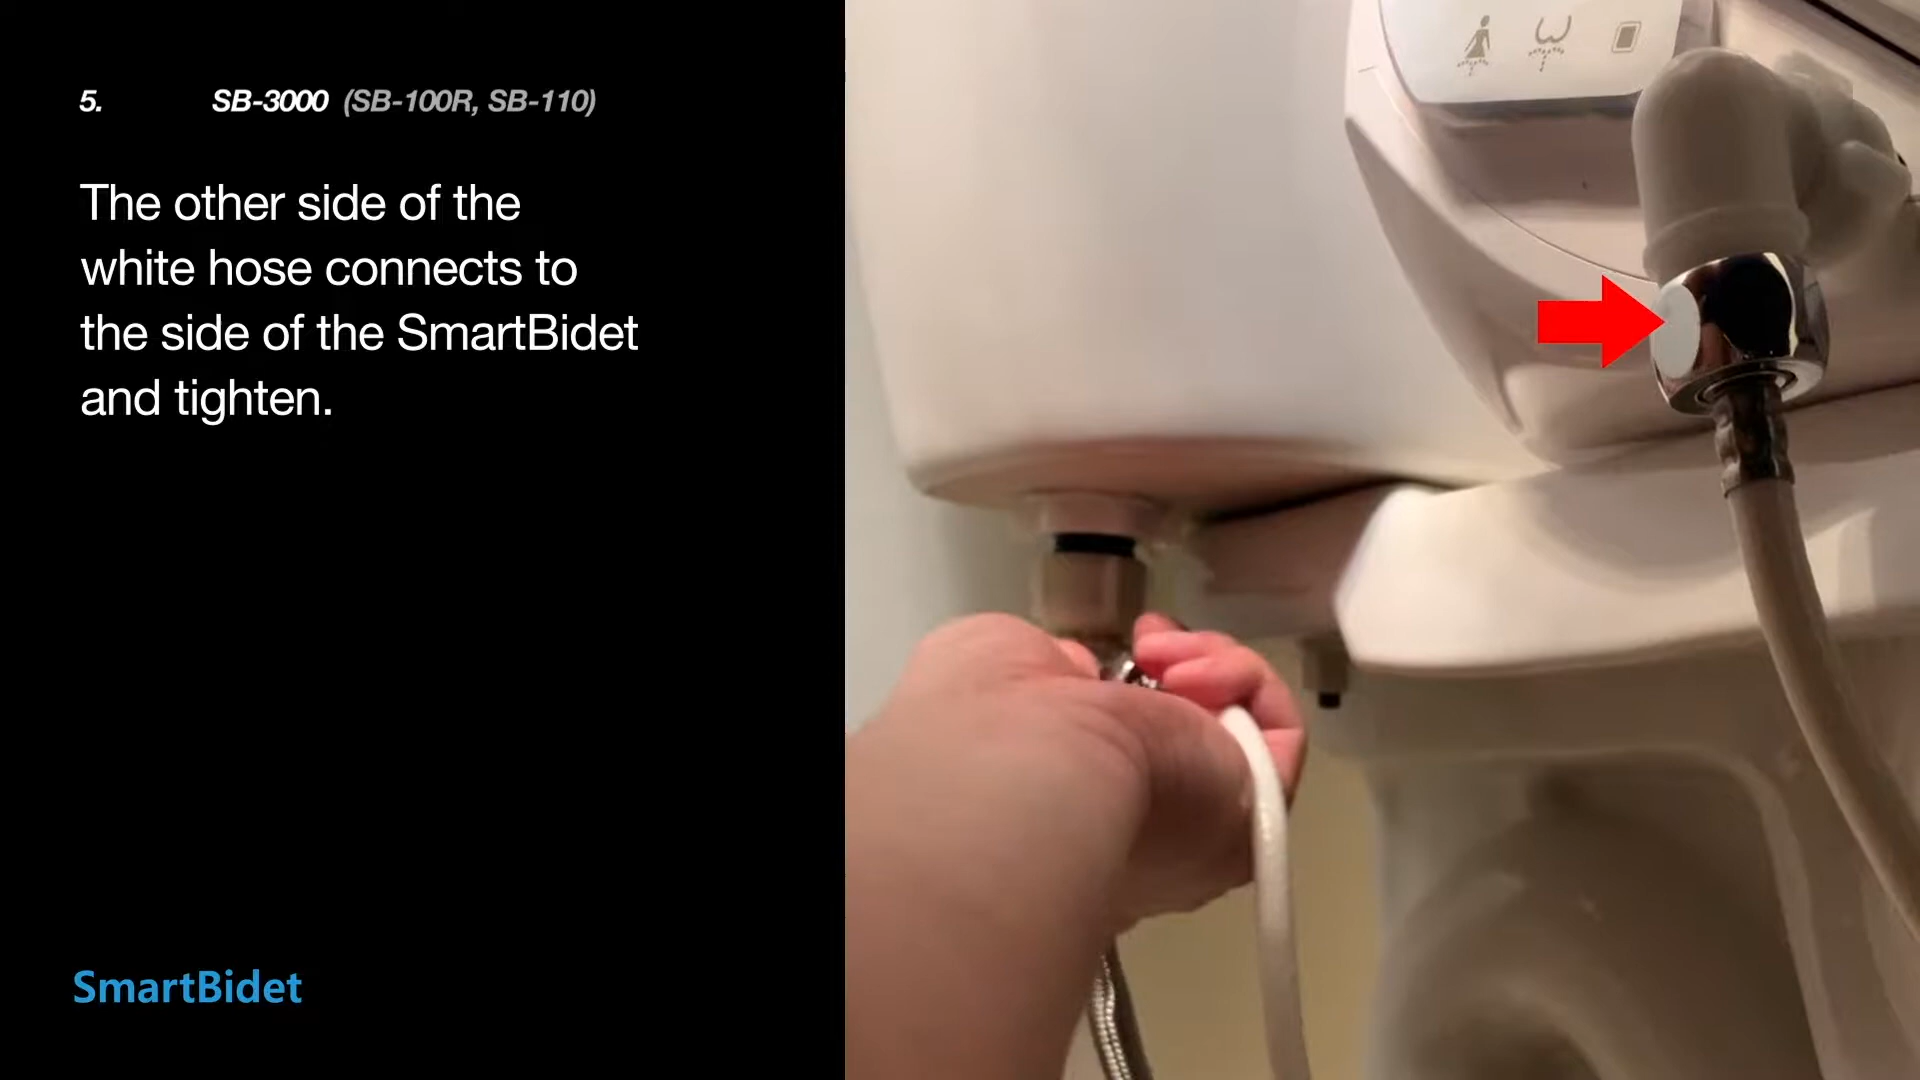 5. SB-3000 (SB-100R, SB-110)
The other side of the
white hose connects to
the side of the SmartBidet
and tighten.
SmartBidet